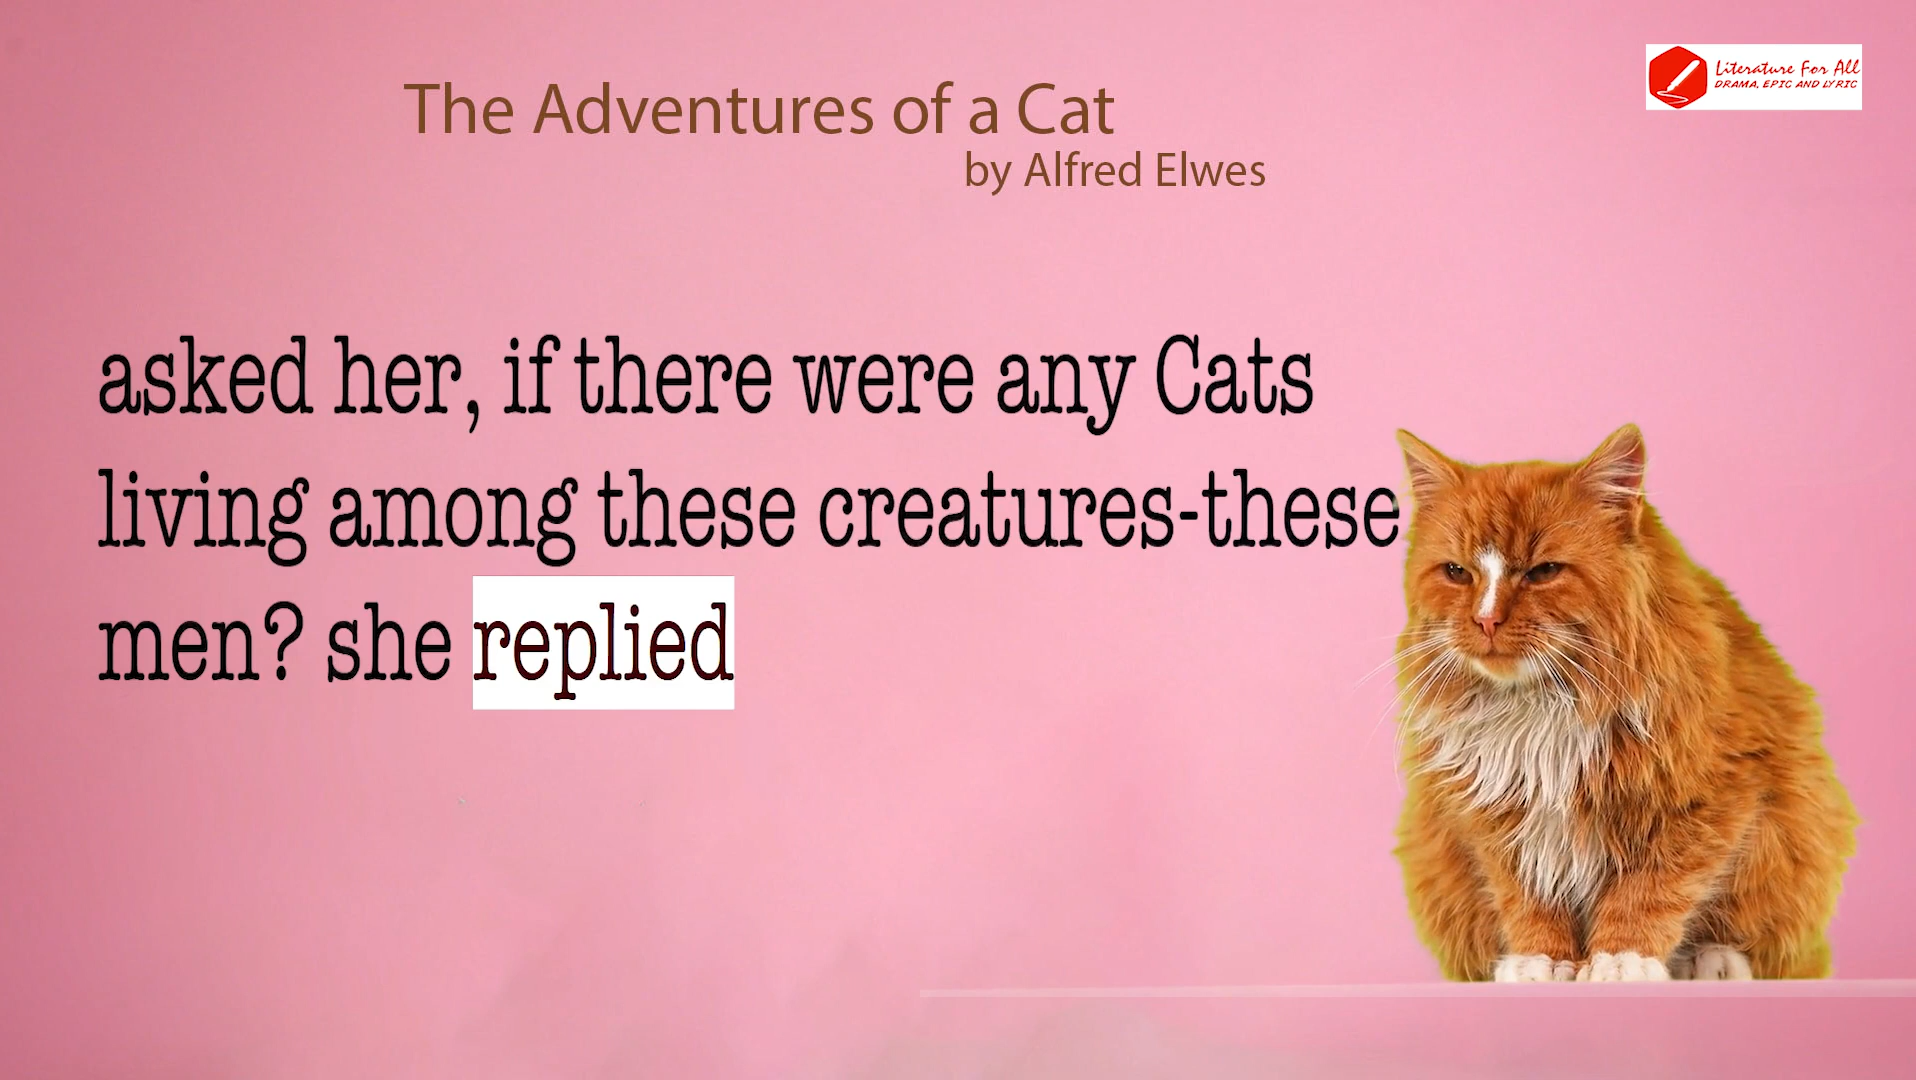 The Adventures of a Cat
by Alfred Elwes
Literature For All
DRAMA, EPIC AND LYRIC
asked her, if there were any Cats
living among these creatures-these
men? she replied